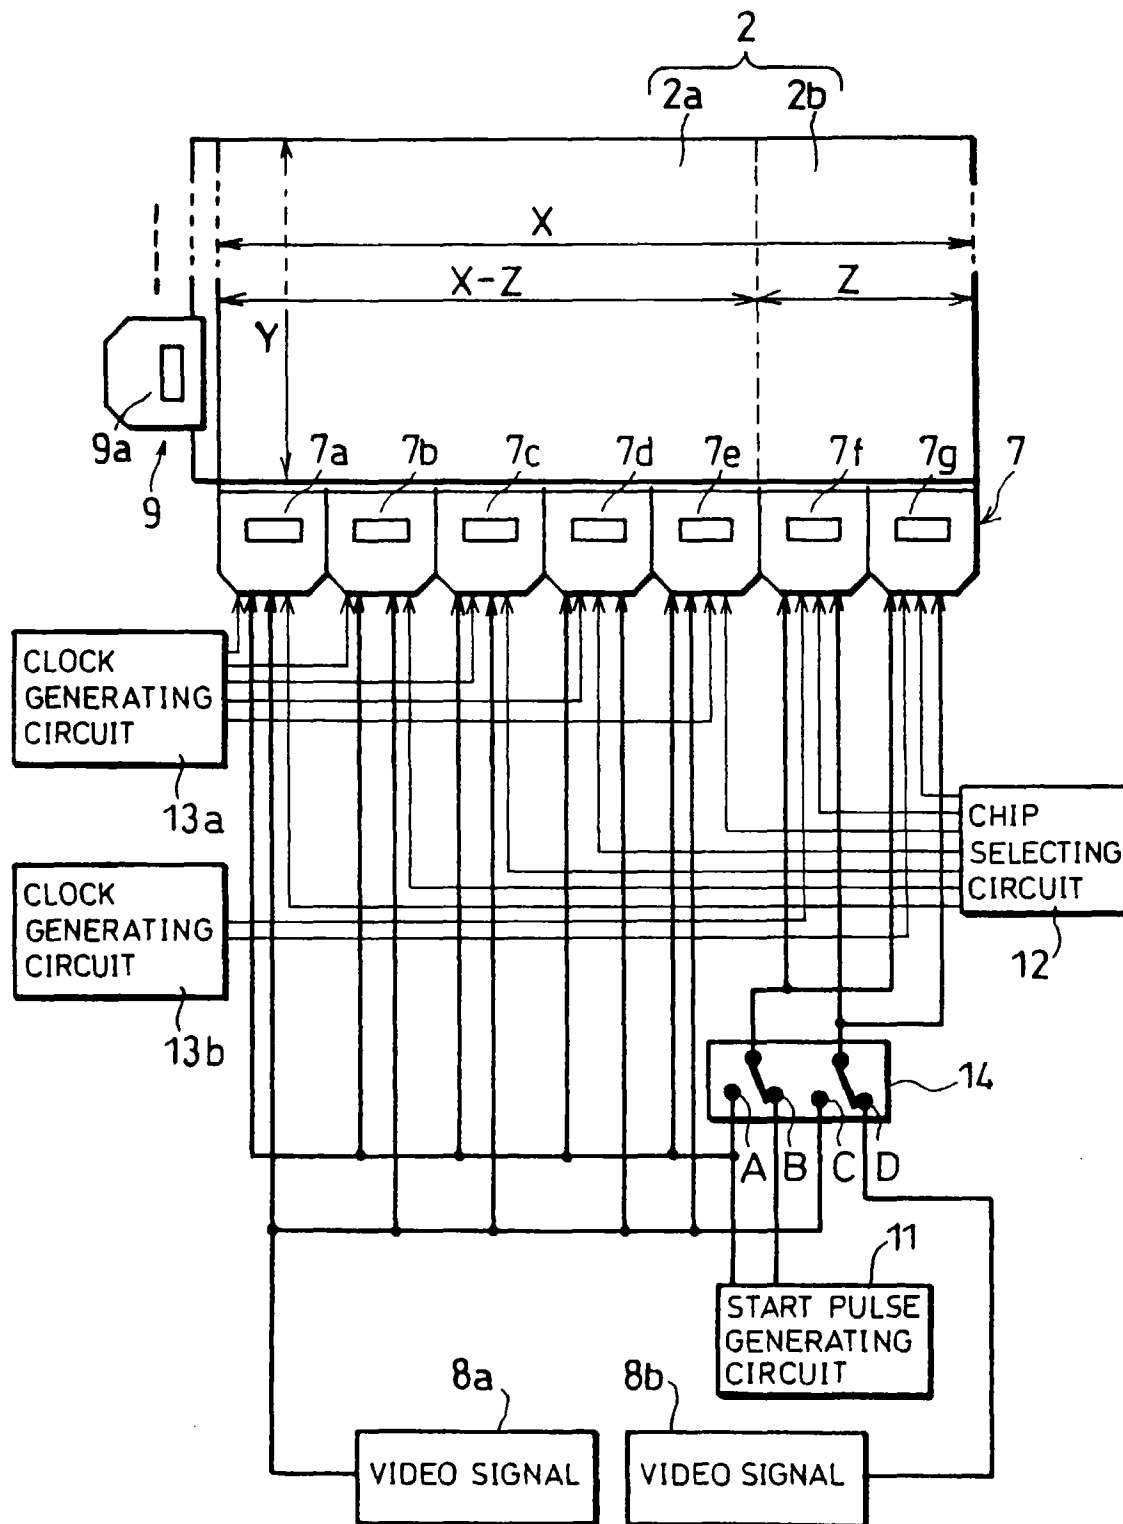 2
2a 2b
X
X-Z Z
Y
9a
9
7a 7b 7c 7d 7e 7f 7g 7
CLOCK
GENERATING
CIRCUIT
13a
CHIP
SELECTING
CIRCUIT
12
CLOCK
GENERATING
CIRCUIT
13b
14
A B C D
11
START PULSE
GENERATING
CIRCUIT
8a 8b
VIDEO SIGNAL
VIDEO SIGNAL